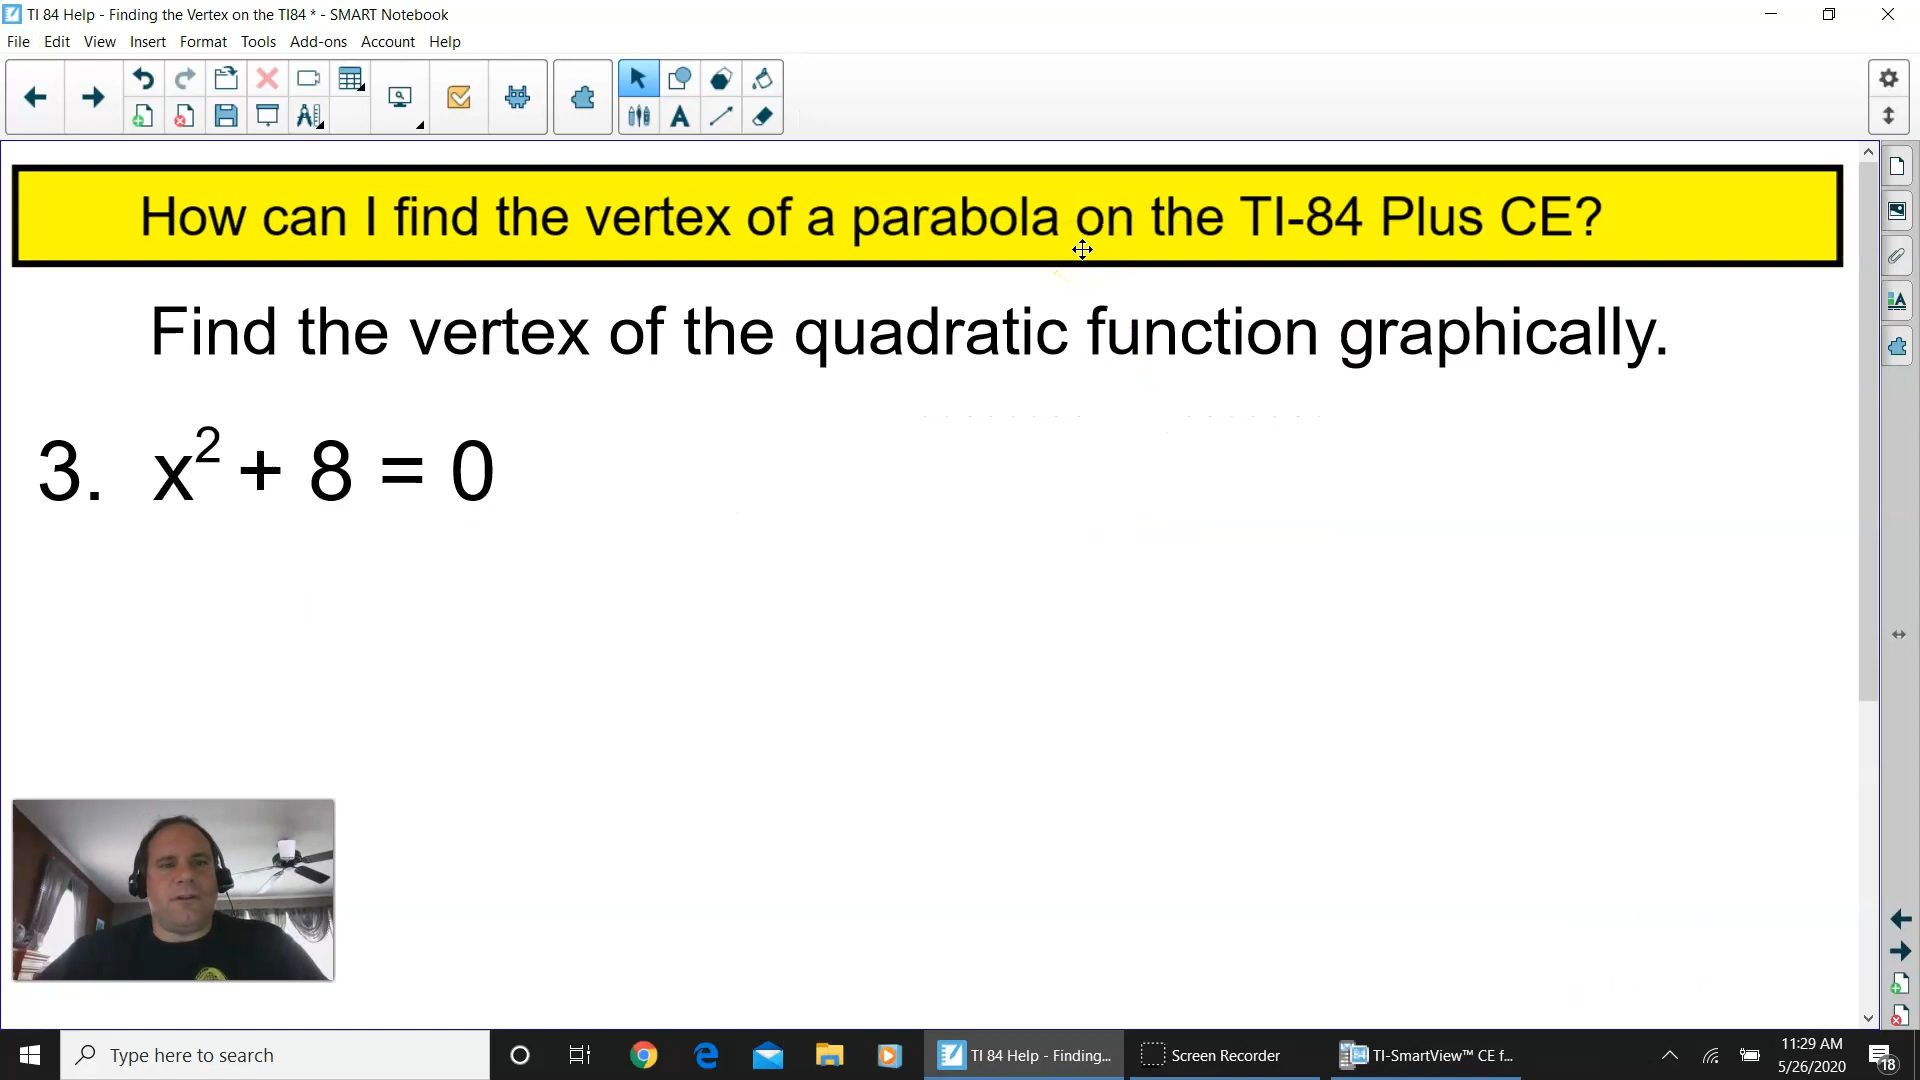 TI 84 Help - Finding the Vertex on the TI84 * - SMART Notebook
File Edit View Insert Format Tools Add-ons Account Help
How can I find the vertex of a parabola on the TI-84 Plus CE?
Find the vertex of the quadratic function graphically.
3. x² + 8 = 0
Type here to search
TI 84 Help - Finding...
Screen Recorder
84
TI-SmartView™ CE f...
11:29 AM
5/26/2020
18